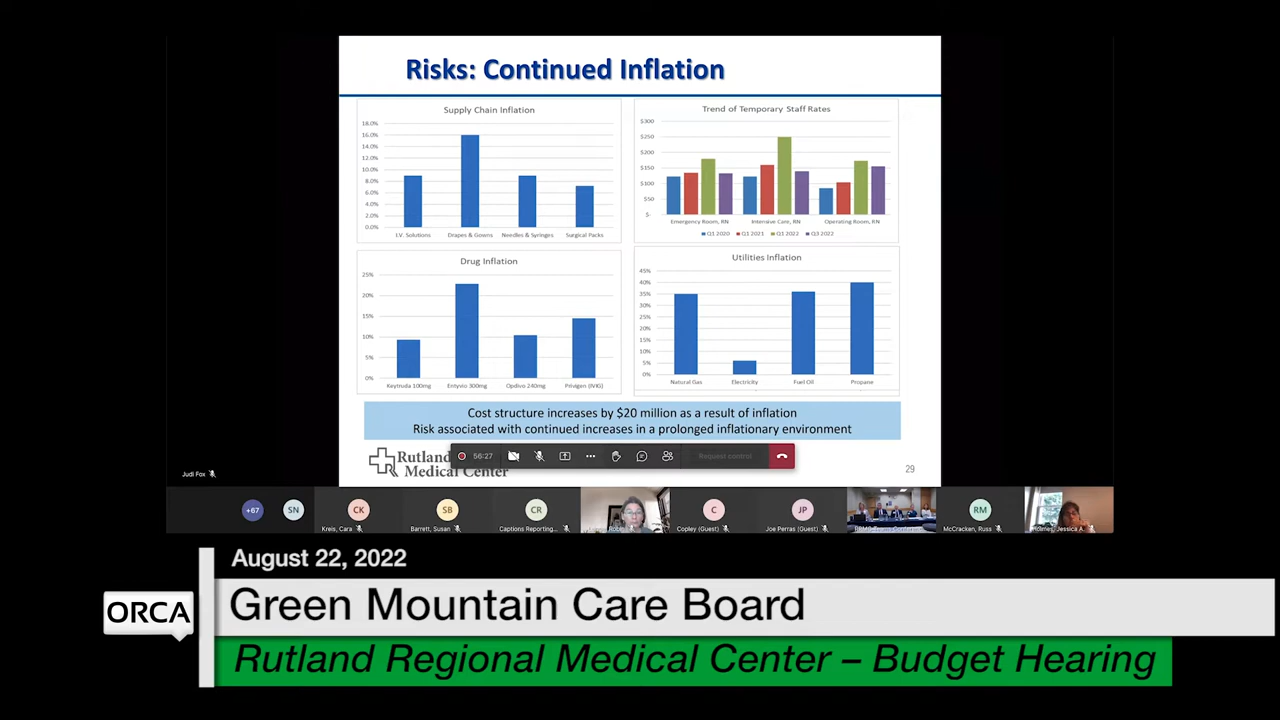 Risks: Continued Inflation
Supply Chain Inflation
18.0%
16.0%
14.0%
12.0%
10.0%
8.0%
6.0%
4.0%
2.0%
0.0%
I.V. Solutions
Drapes & Gowns
Needles & Syringes
Surgical Packs
Trend of Temporary Staff Rates
$300
$250
$200
$150
$100
$50
$-
Emergency Room, RN
Intensive Care, RN
Operating Room, RN
Q1 2020
Q1 2021
Q1 2022
Q3 2022
Drug Inflation
25%
20%
15%
10%
5%
0%
Keytruda 100mg
Entyvio 300mg
Opdivo 240mg
Privigen (IVIG)
Utilities Inflation
45%
40%
35%
30%
25%
20%
15%
10%
5%
0%
Natural Gas
Electricity
Fuel Oil
Propane
Cost structure increases by $20 million as a result of inflation
Risk associated with continued increases in a prolonged inflationary environment
Rutland
Medical Center
56:27
Request control
29
Judi Fox
+67
SN
CK
SB
CR
C
JP
RM
Kreis, Cara
Barrett, Susan
Captions Reporting...
Copley (Guest)
Joe Perras (Guest)
McCracken, Russ
Jessica A.
August 22, 2022
ORCA
Green Mountain Care Board
Rutland Regional Medical Center – Budget Hearing